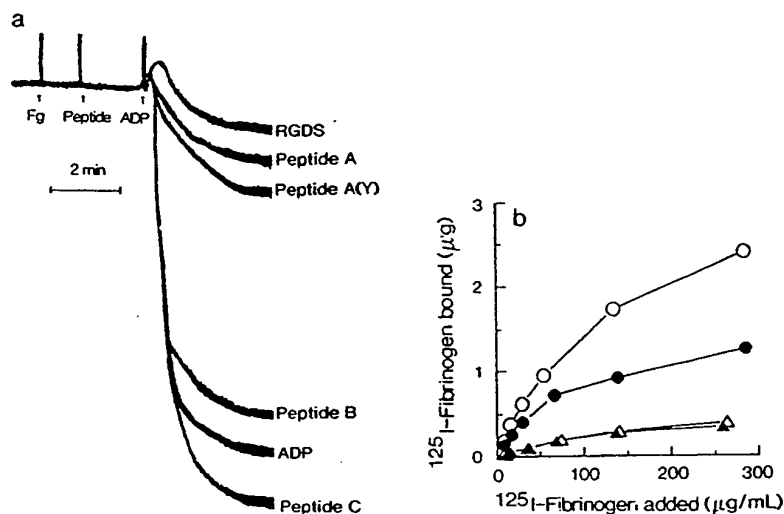 a
Fg Peptide ADP
2 min
RGDS
Peptide A
Peptide A(Y)
Peptide B
ADP
Peptide C
b
¹²⁵I-Fibrinogen bound (µg)
3
2
1
0
0 100 200 300
¹²⁵I-Fibrinogen added (µg/mL)